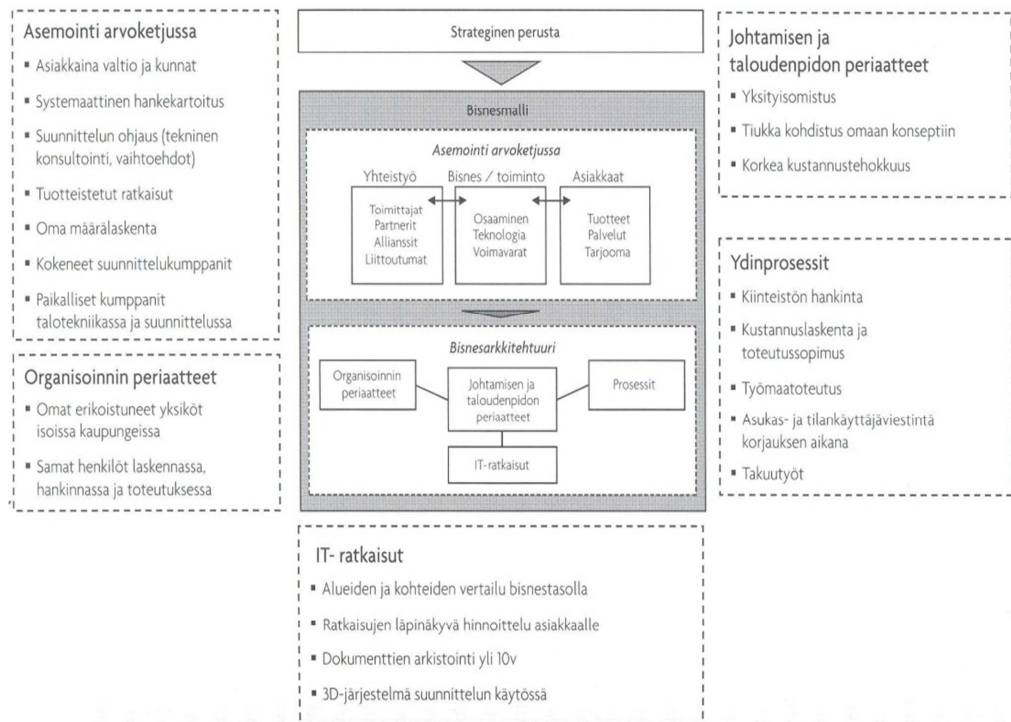 Asemointi arvoketjussa
▪ Asiakkaina valtio ja kunnat
▪ Systemaattinen hankekartoitus
▪ Suunnittelun ohjaus (tekninen
konsultointi, vaihtoehdot)
▪ Tuotteistetut ratkaisut
▪ Oma määrälaskenta
▪ Kokeneet suunnittelukumppanit
▪ Paikalliset kumppanit
talotekniikassa ja suunnittelussa
Organisoinnin periaatteet
▪ Omat erikoistuneet yksiköt
isoissa kaupungeissa
▪ Samat henkilöt laskennassa,
hankinnassa ja toteutuksessa
Strateginen perusta
Bisnesmalli
Asemointi arvoketjussa
Yhteistyö
Toimittajat
Partnerit
Allianssit
Liittoutumat
Bisnes / toiminto
Osaaminen
Teknologia
Voimavarat
Asiakkaat
Tuotteet
Palvelut
Tarjooma
Bisnesarkkitehtuuri
Organisoinnin
periaatteet
Johtamisen ja
taloudenpidon
periaatteet
Prosessit
IT-ratkaisut
Johtamisen ja
taloudenpidon periaatteet
▪ Yksityisomistus
▪ Tiukka kohdistus omaan konseptiin
▪ Korkea kustannustehokkuus
Ydinprosessit
▪ Kiinteistön hankinta
▪ Kustannuslaskenta ja
toteutussopimus
▪ Työmaatoteutus
▪ Asukas- ja tilankäyttäjäviestintä
korjauksen aikana
▪ Takuutyöt
IT- ratkaisut
▪ Alueiden ja kohteiden vertailu bisnestasolla
▪ Ratkaisujen läpinäkyvä hinnoittelu asiakkaalle
▪ Dokumenttien arkistointi yli 10v
▪ 3D-järjestelmä suunnittelun käytössä